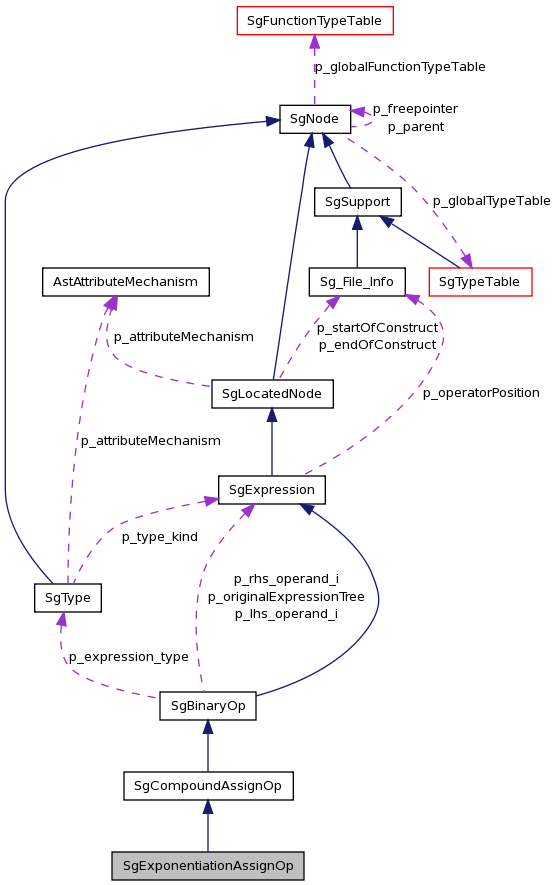 SgFunctionTypeTable
p_globalFunctionTypeTable
SgNode
p_freepointer
p_parent
SgSupport
p_globalTypeTable
AstAttributeMechanism
Sg_File_Info
SgTypeTable
p_attributeMechanism
p_startOfConstruct
p_endOfConstruct
SgLocatedNode
p_operatorPosition
p_attributeMechanism
SgExpression
p_type_kind
p_rhs_operand_i
p_originalExpressionTree
p_lhs_operand_i
SgType
p_expression_type
SgBinaryOp
SgCompoundAssignOp
SgExponentiationAssignOp